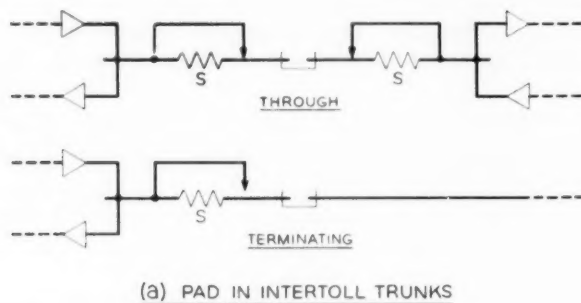 S S
THROUGH
S
TERMINATING
(a) PAD IN INTERTOLL TRUNKS